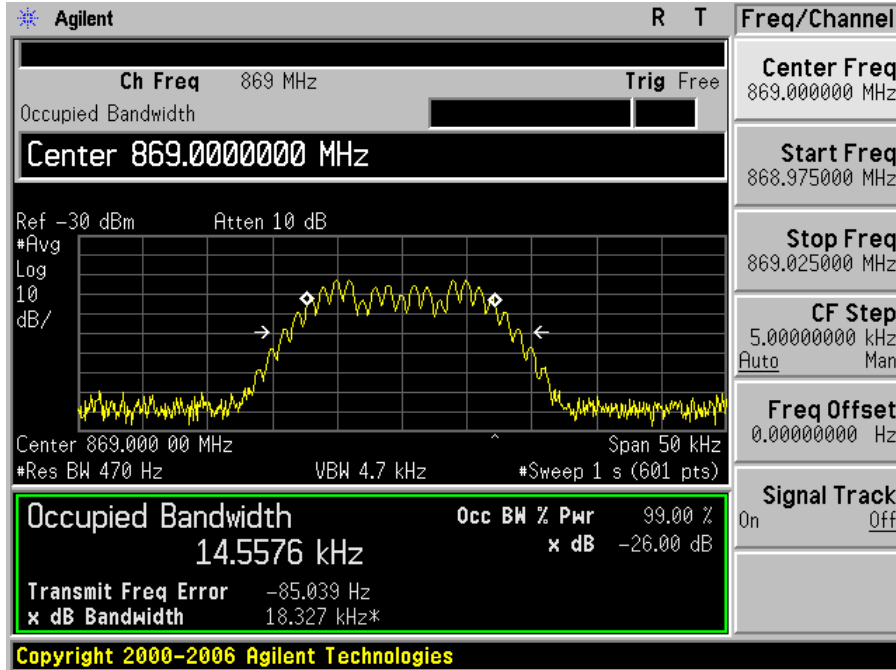 Agilent R T Freq/Channel
Ch Freq 869 MHz Trig Free
Occupied Bandwidth
Center 869.0000000 MHz
Ref -30 dBm Atten 10 dB
#Avg
Log
10
dB/
Center 869.000 00 MHz Span 50 kHz
#Res BW 470 Hz VBW 4.7 kHz #Sweep 1 s (601 pts)
Occupied Bandwidth Occ BW % Pwr 99.00 %
14.5576 kHz x dB -26.00 dB
Transmit Freq Error -85.039 Hz
x dB Bandwidth 18.327 kHz*
Center Freq
869.000000 MHz
Start Freq
868.975000 MHz
Stop Freq
869.025000 MHz
CF Step
5.00000000 kHz
Auto Man
Freq Offset
0.00000000 Hz
Signal Track
On Off
Copyright 2000-2006 Agilent Technologies